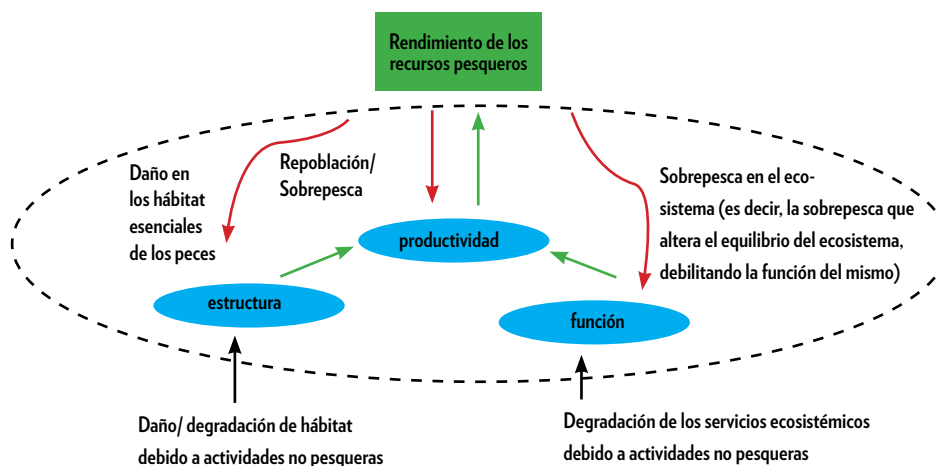 Rendimiento de los
recursos pesqueros
Daño en
los hábitat
esenciales
de los peces
Repoblación/
Sobrepesca
Sobrepesca en el eco-
sistema (es decir, la sobrepesca que
altera el equilibrio del ecosistema,
debilitando la función del mismo)
productividad
estructura
función
Daño/ degradación de hábitat
debido a actividades no pesqueras
Degradación de los servicios ecosistémicos
debido a actividades no pesqueras